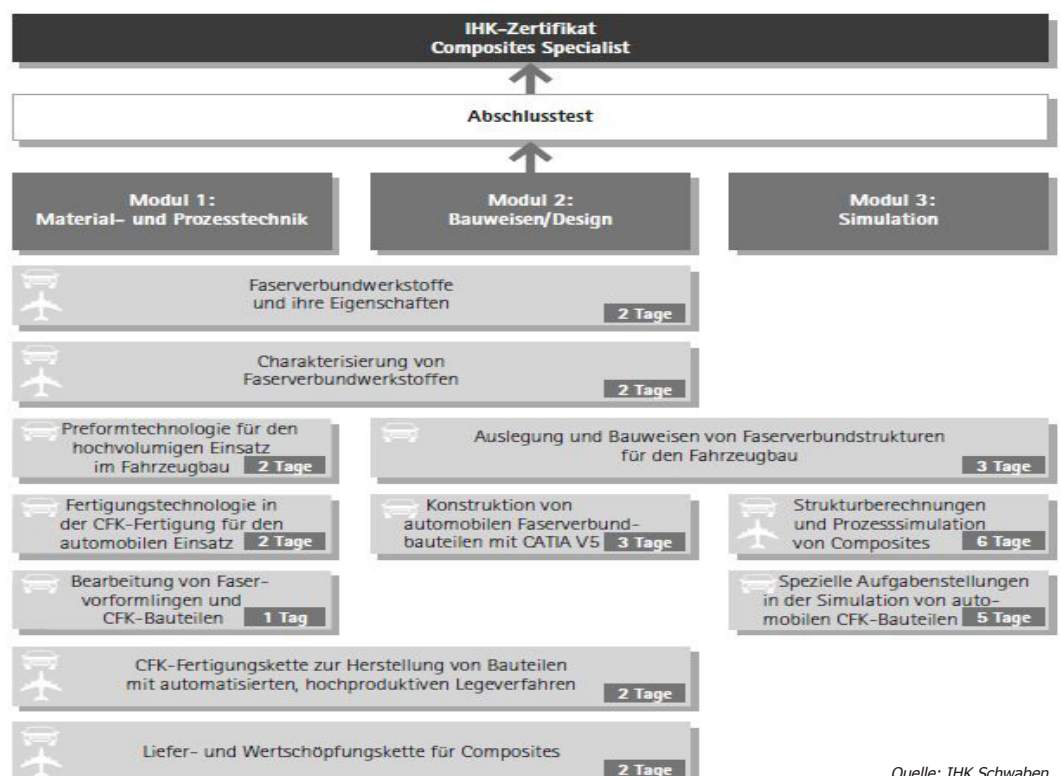 IHK-Zertifikat
Composites Specialist
Abschlusstest
Modul 1:
Material- und Prozesstechnik
Modul 2:
Bauweisen/Design
Modul 3:
Simulation
Faserverbundwerkstoffe
und ihre Eigenschaften
2 Tage
Charakterisierung von
Faserverbundwerkstoffen
2 Tage
Preformtechnologie für den
hochvolumigen Einsatz
im Fahrzeugbau 2 Tage
Auslegung und Bauweisen von Faserverbundstrukturen
für den Fahrzeugbau
3 Tage
Fertigungstechnologie in
der CFK-Fertigung für den
automobilen Einsatz 2 Tage
Konstruktion von
automobilen Faserverbund-
bauteilen mit CATIA V5 3 Tage
Strukturberechnungen
und Prozesssimulation
von Composites 6 Tage
Bearbeitung von Faser-
vorformlingen und
CFK-Bauteilen 1 Tag
Spezielle Aufgabenstellungen
in der Simulation von auto-
mobilen CFK-Bauteilen 5 Tage
CFK-Fertigungskette zur Herstellung von Bauteilen
mit automatisierten, hochproduktiven Legeverfahren
2 Tage
Liefer- und Wertschöpfungskette für Composites
2 Tage
Quelle: IHK Schwaben